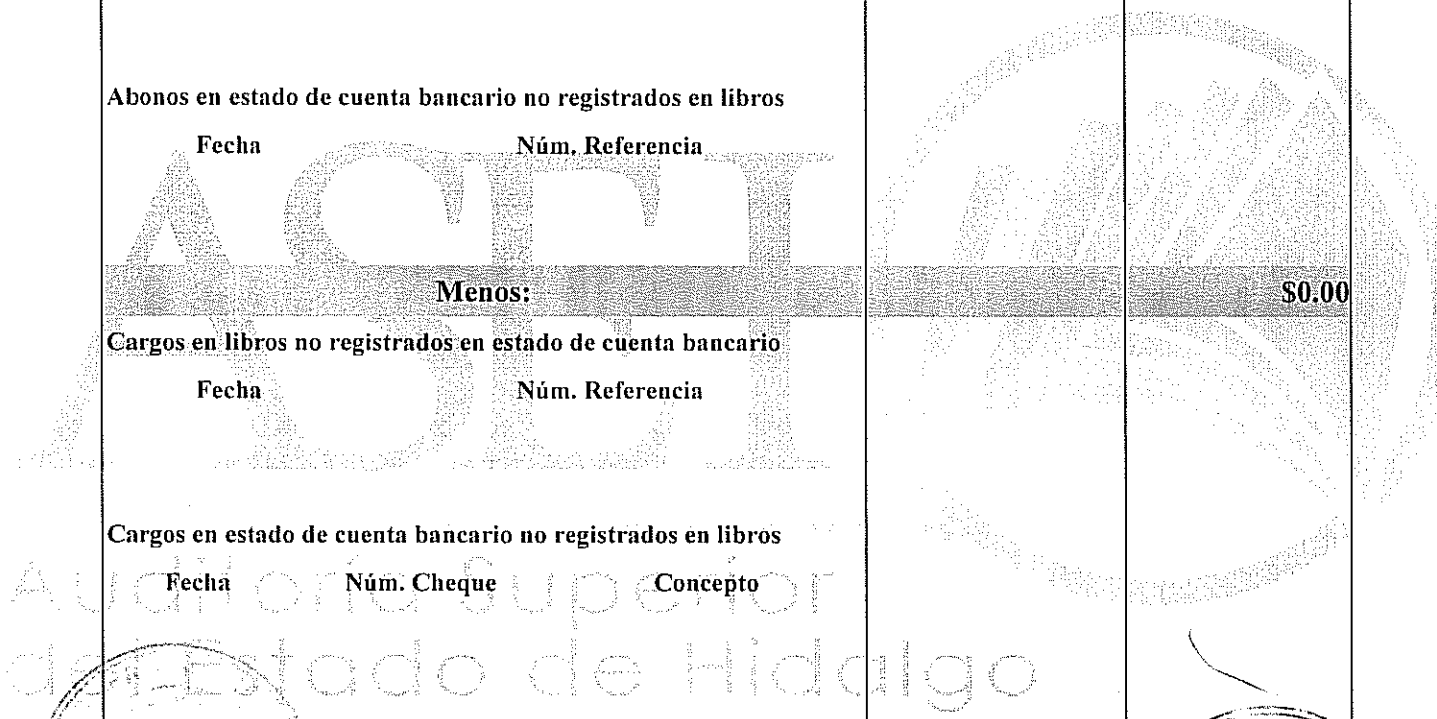 Abonos en estado de cuenta bancario no registrados en libros
Fecha Núm. Referencia
ASEH
Menos: $0.00
Cargos en libros no registrados en estado de cuenta bancario
Fecha Núm. Referencia
Cargos en estado de cuenta bancario no registrados en libros
Fecha Núm. Cheque Concepto
Auditoría Superior
del Estado de Hidalgo